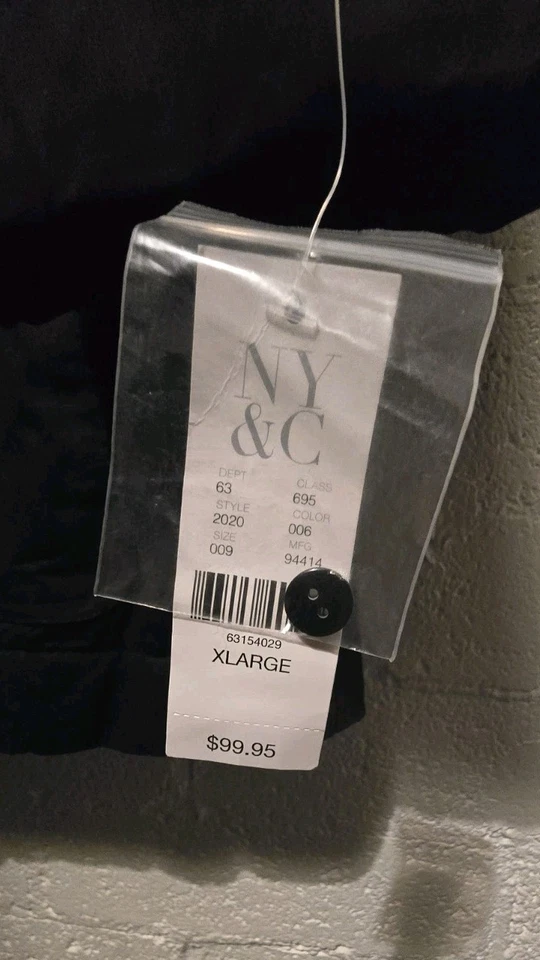 NY
&C
DEPT CLASS
63 695
STYLE COLOR
2020 006
SIZE MFG
009 94414
63154029
XLARGE
$99.95